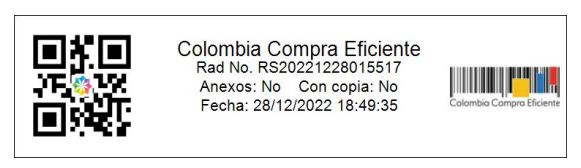 Colombia Compra Eficiente
Rad No. RS20221228015517
Anexos: No Con copia: No
Fecha: 28/12/2022 18:49:35
Colombia Compra Eficiente